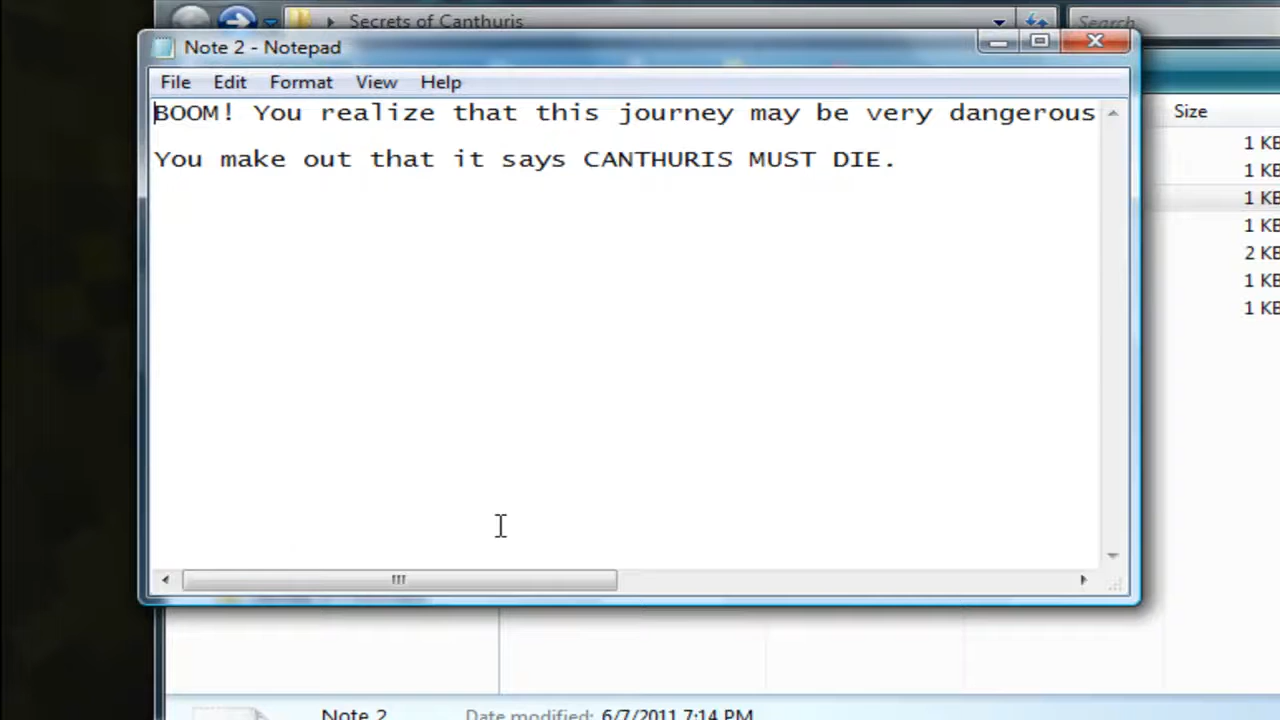 Secrets of Canthuris
Search
Note 2 - Notepad
File Edit Format View Help
BOOM! You realize that this journey may be very dangerous
Size
1 KB
You make out that it says CANTHURIS MUST DIE.
1 KB
1 KB
1 KB
2 KB
1 KB
1 KB
Note 2 Date modified: 6/7/2011 7:14 PM